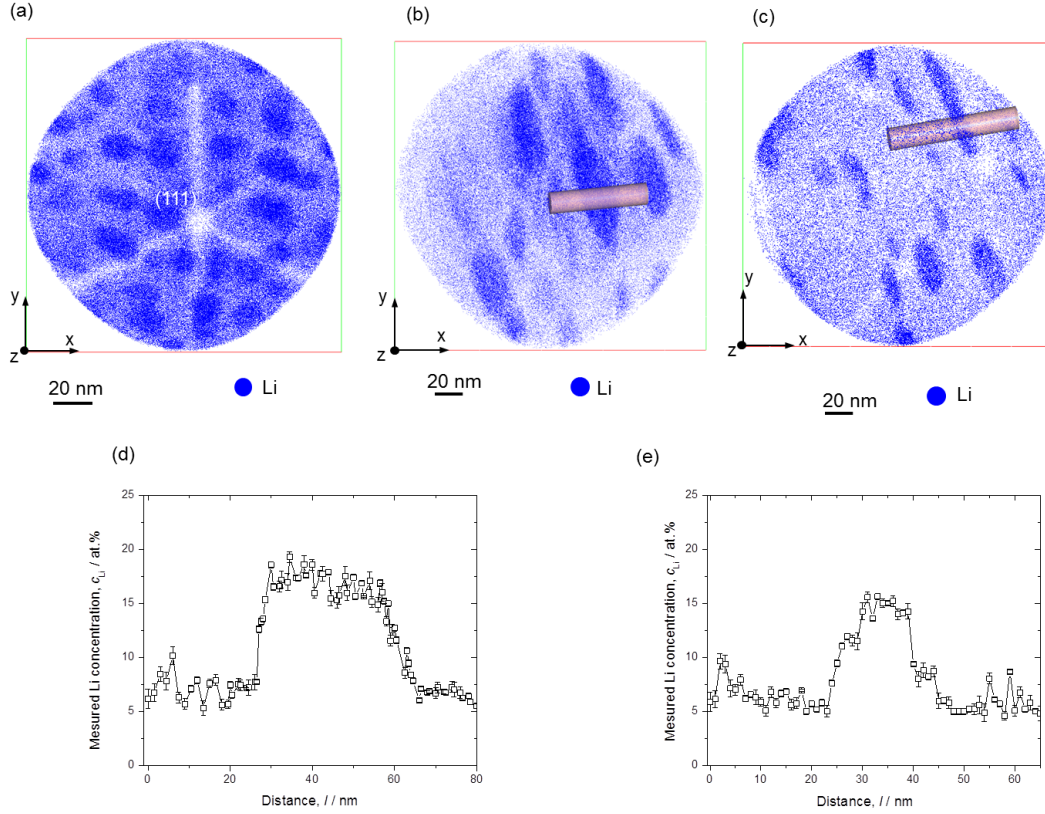 (a)
(b)
(c)
(111)
y
x
z
20 nm
Li
y
x
z
20 nm
Li
y
x
z
20 nm
Li
(d)
(e)
Mesured Li concentration, c_Li / at.%
25
20
15
10
5
0
0 20 40 60 80
Distance, l / nm
Mesured Li concentration, c_Li / at.%
25
20
15
10
5
0
0 10 20 30 40 50 60
Distance, l / nm